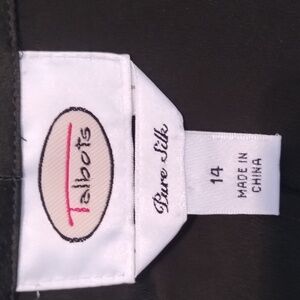 Talbots
Pure Silk
14
MADE IN
CHINA